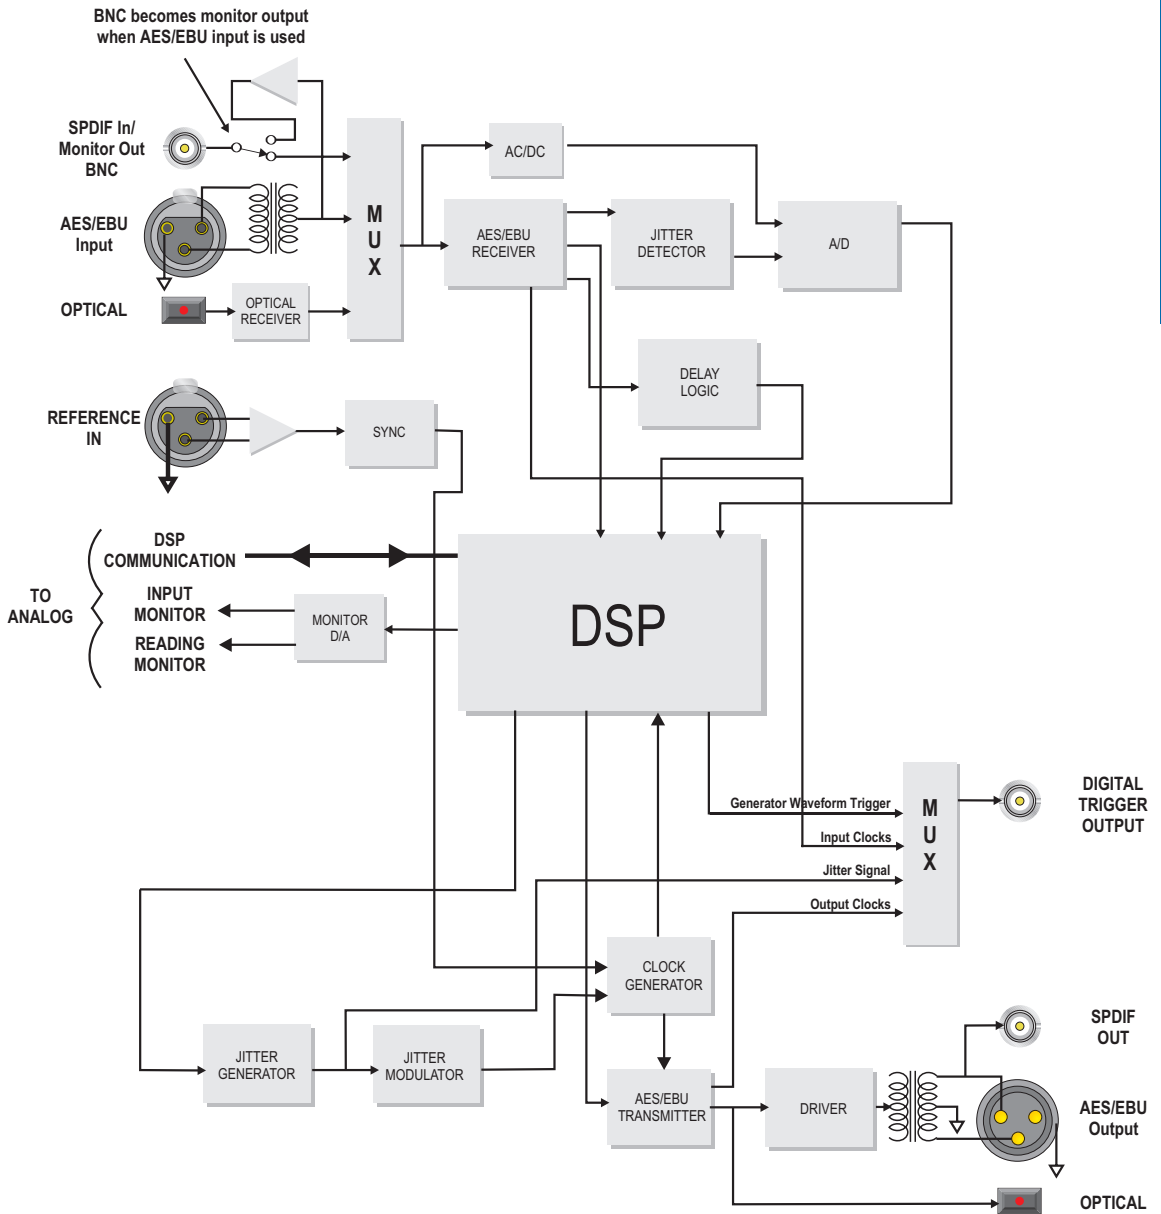 BNC becomes monitor output
when AES/EBU input is used
SPDIF In/
Monitor Out
BNC
AES/EBU
Input
OPTICAL
OPTICAL
RECEIVER
M
U
X
AC/DC
AES/EBU
RECEIVER
JITTER
DETECTOR
A/D
DELAY
LOGIC
REFERENCE
IN
SYNC
TO
ANALOG
DSP
COMMUNICATION
INPUT
MONITOR
READING
MONITOR
MONITOR
D/A
DSP
Generator Waveform Trigger
Input Clocks
Jitter Signal
Output Clocks
M
U
X
DIGITAL
TRIGGER
OUTPUT
CLOCK
GENERATOR
JITTER
GENERATOR
JITTER
MODULATOR
AES/EBU
TRANSMITTER
DRIVER
SPDIF
OUT
AES/EBU
Output
OPTICAL